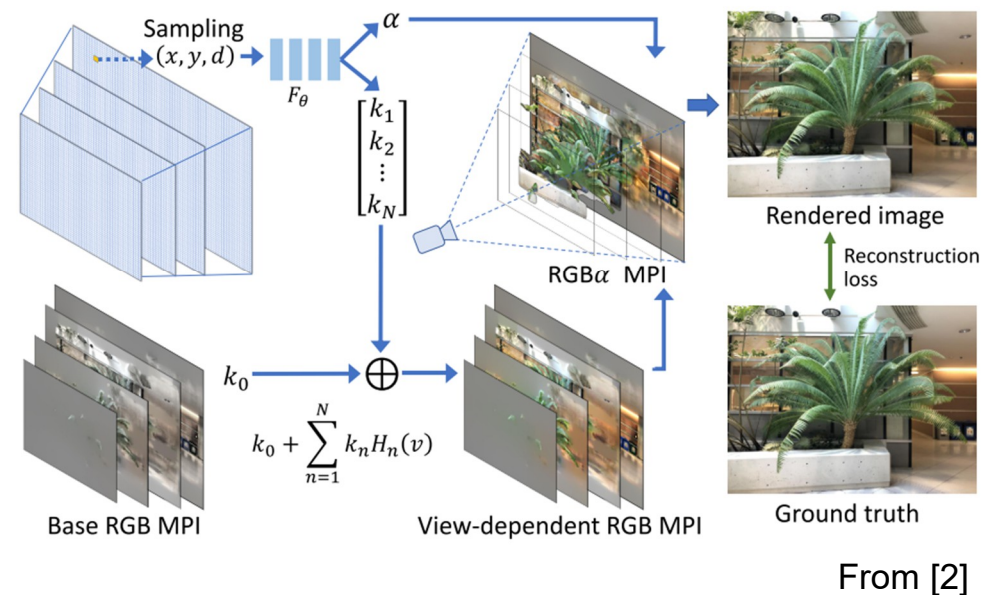 Sampling
(x, y, d)
F_θ
α
[k_1
k_2
⋮
k_N]
RGBα MPI
Rendered image
Reconstruction
loss
k_0
⊕
k_0 + \sum_{n=1}^{N} k_n H_n(v)
Base RGB MPI
View-dependent RGB MPI
Ground truth
From [2]